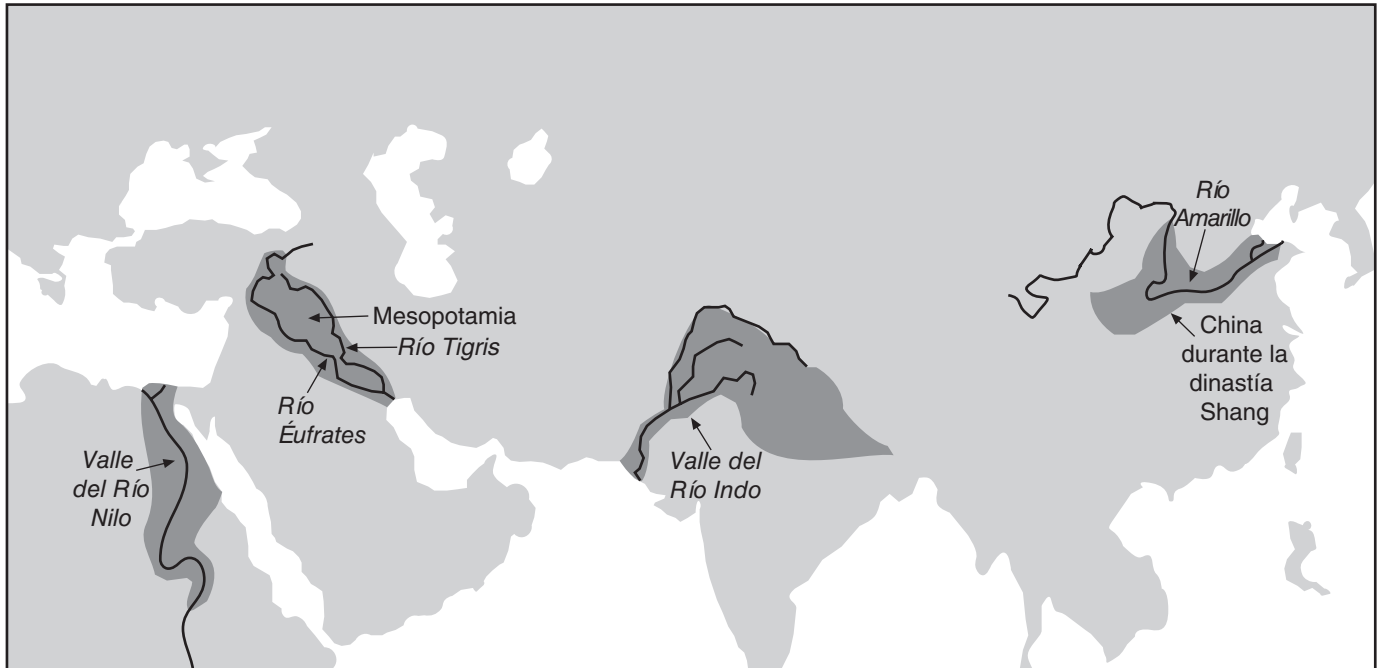 Mesopotamia
Río Tigris
Río
Éufrates
Valle
del Río
Nilo
Valle del
Río Indo
Río
Amarillo
China
durante la
dinastía
Shang